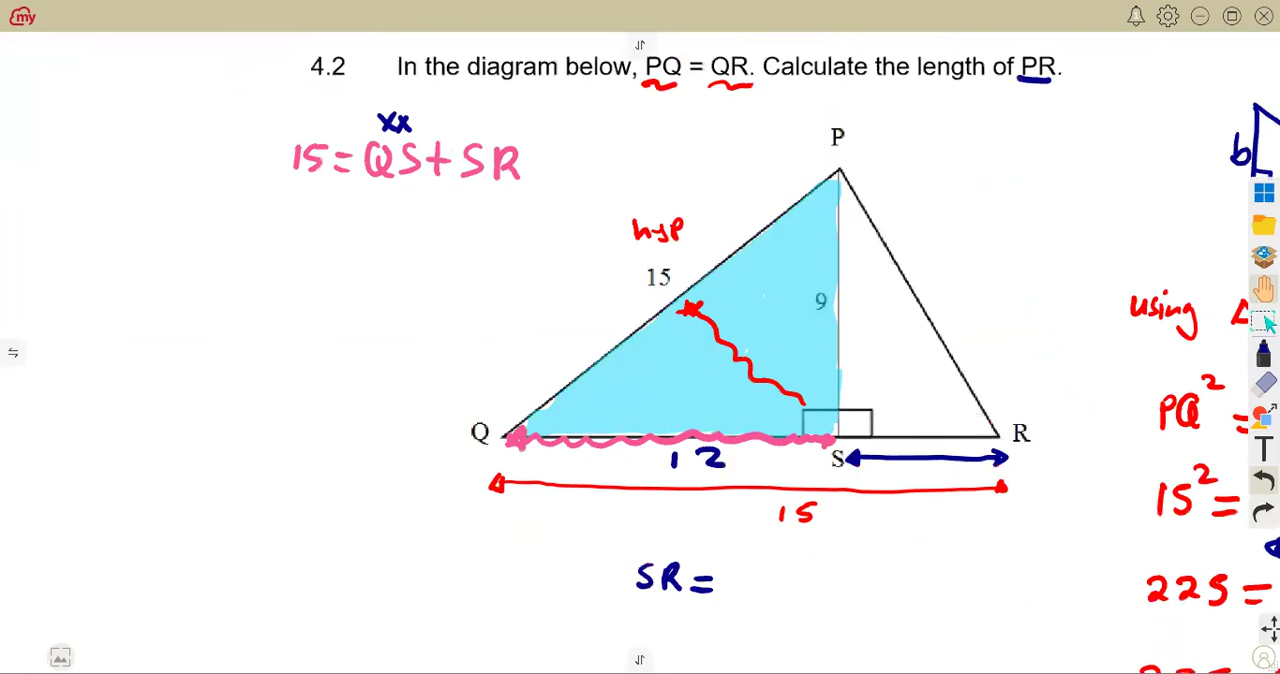 my
4.2 In the diagram below, PQ = QR. Calculate the length of PR.
xx
15 = QS + SR
P
b
hyp
15
9
using
PQ² =
Q
R
12
S
15² =
15
SR =
225 =